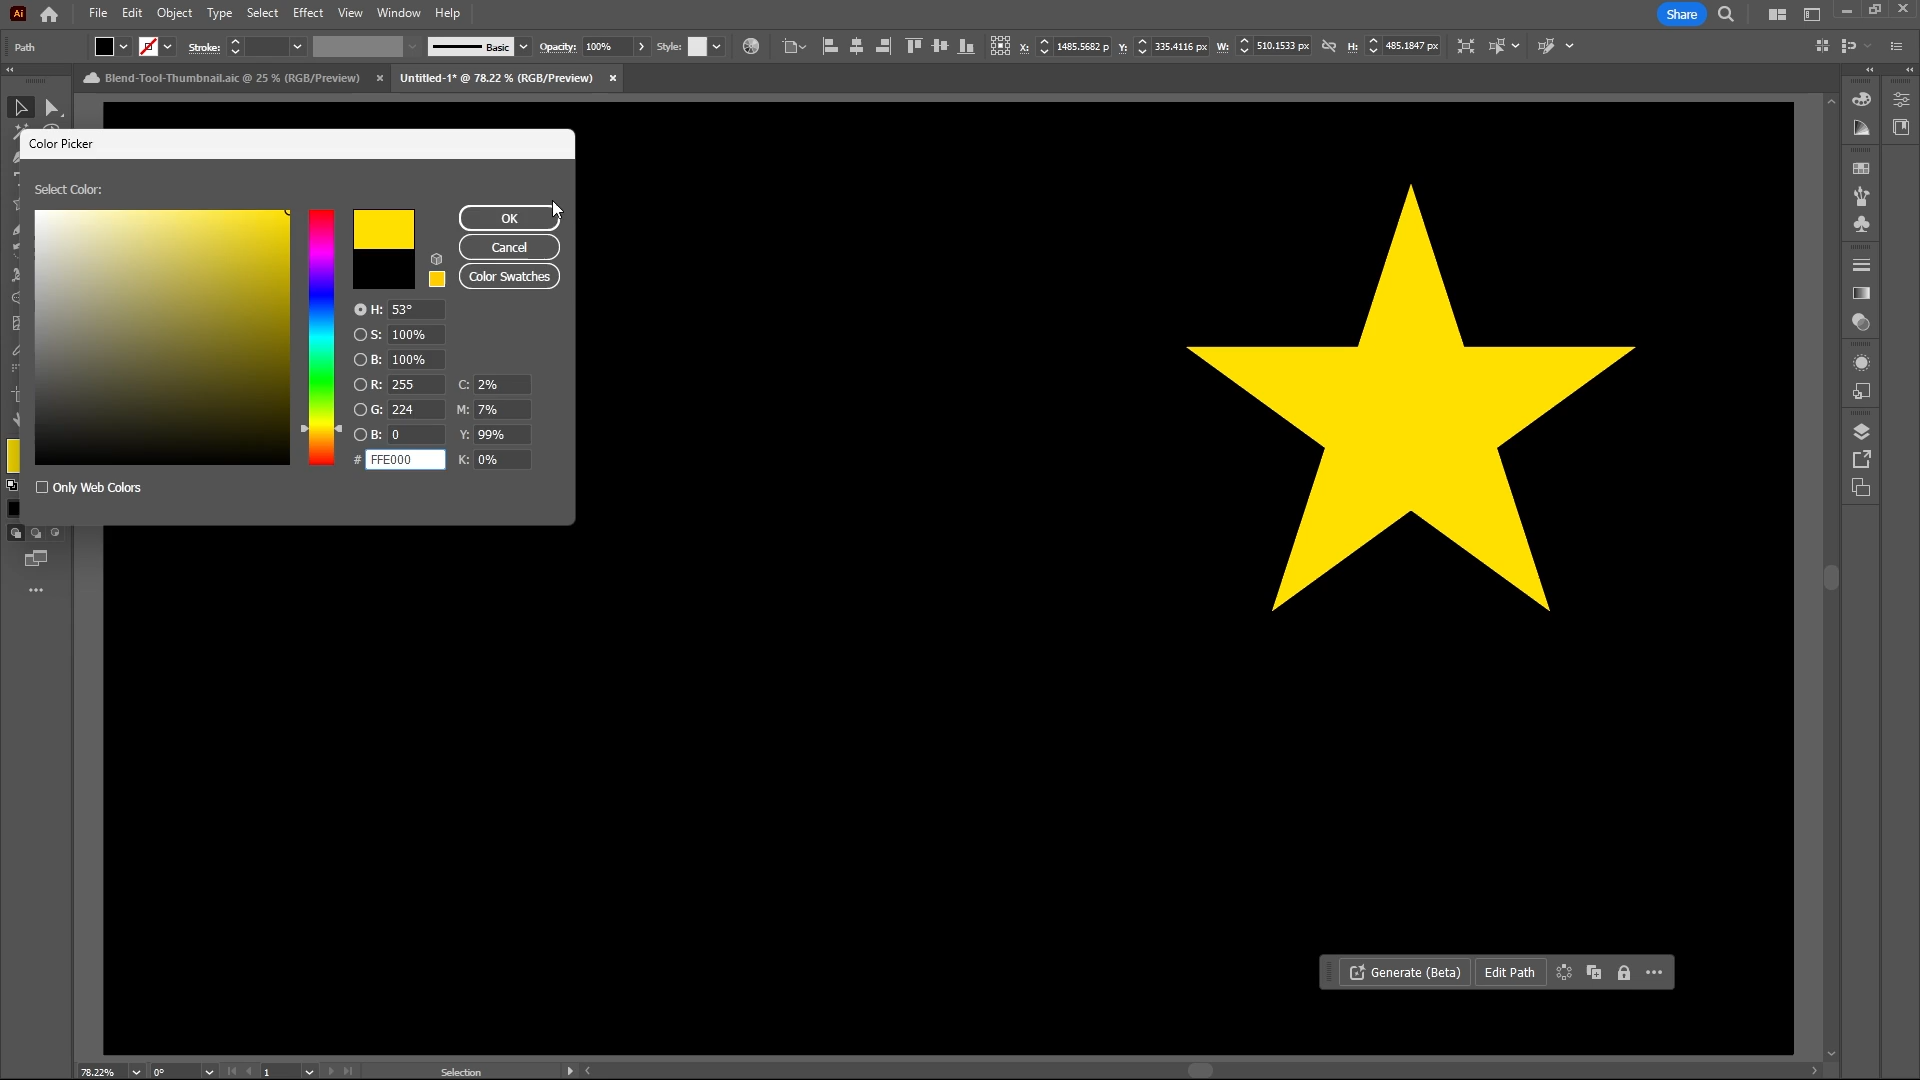 Ai File Edit Object Type Select Effect View Window Help Share
Path Stroke: Basic Opacity: 100% Style: X: 1485.5682 p Y: 335.4116 px W: 510.1533 px H: 485.1847 px
Blend-Tool-Thumbnail.aic @ 25 % (RGB/Preview) × Untitled-1* @ 78.22 % (RGB/Preview) ×
Color Picker
Select Color:
OK
Cancel
Color Swatches
H: 53°
S: 100%
B: 100%
R: 255 C: 2%
G: 224 M: 7%
B: 0 Y: 99%
# FFE000 K: 0%
Only Web Colors
Generate (Beta) Edit Path
78.22% 0° 1 Selection